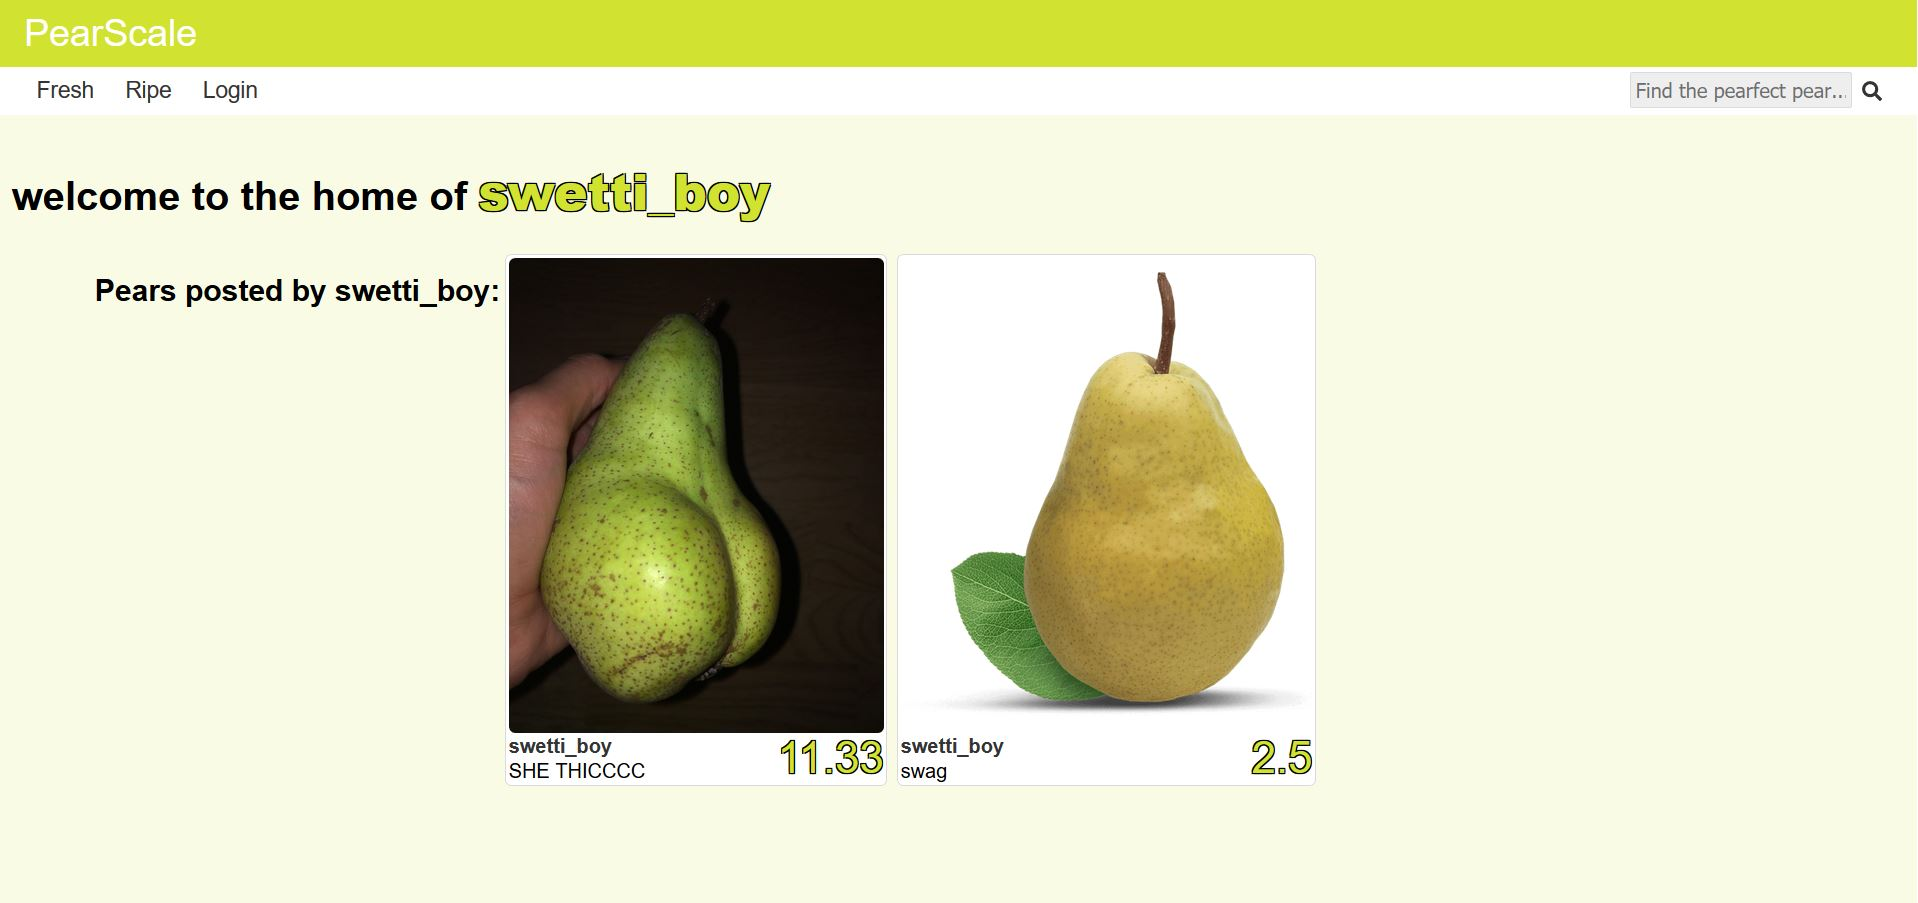 PearScale
Fresh Ripe Login
Find the pearfect pear...
welcome to the home of swetti_boy
Pears posted by swetti_boy:
swetti_boy
SHE THICCCC
11.33
swetti_boy
swag
2.5